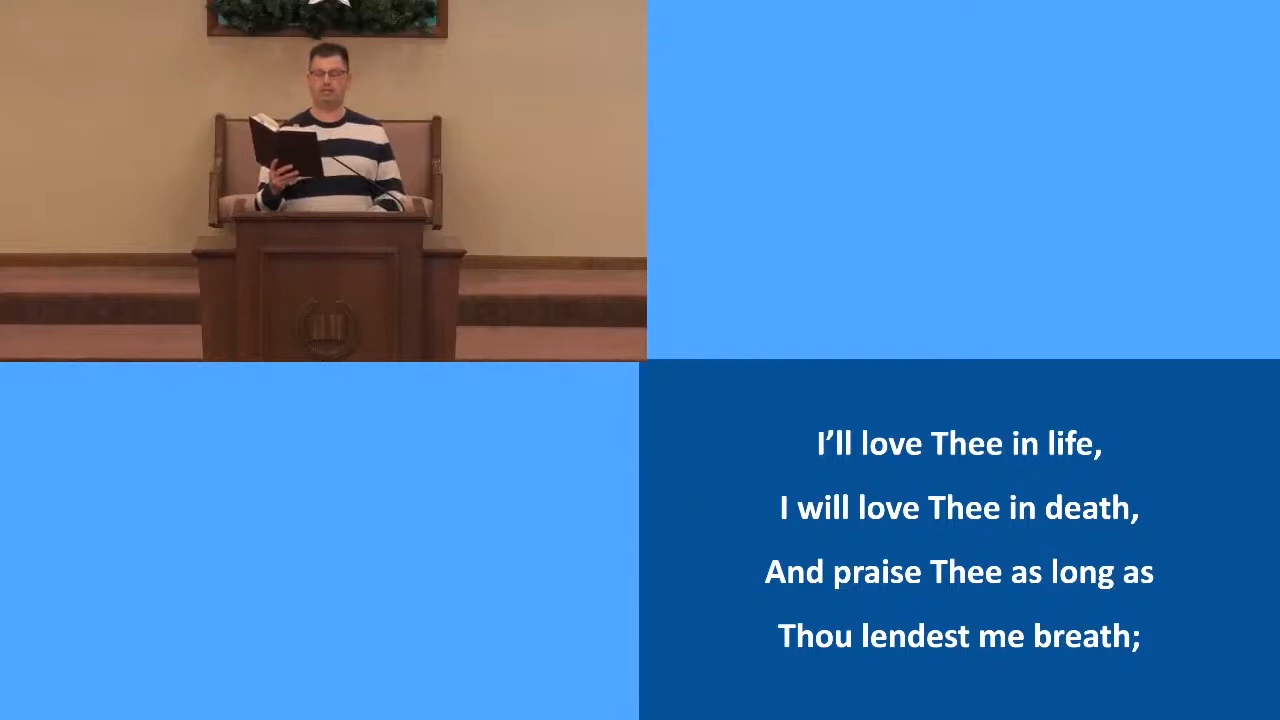 I’ll love Thee in life,
I will love Thee in death,
And praise Thee as long as
Thou lendest me breath;